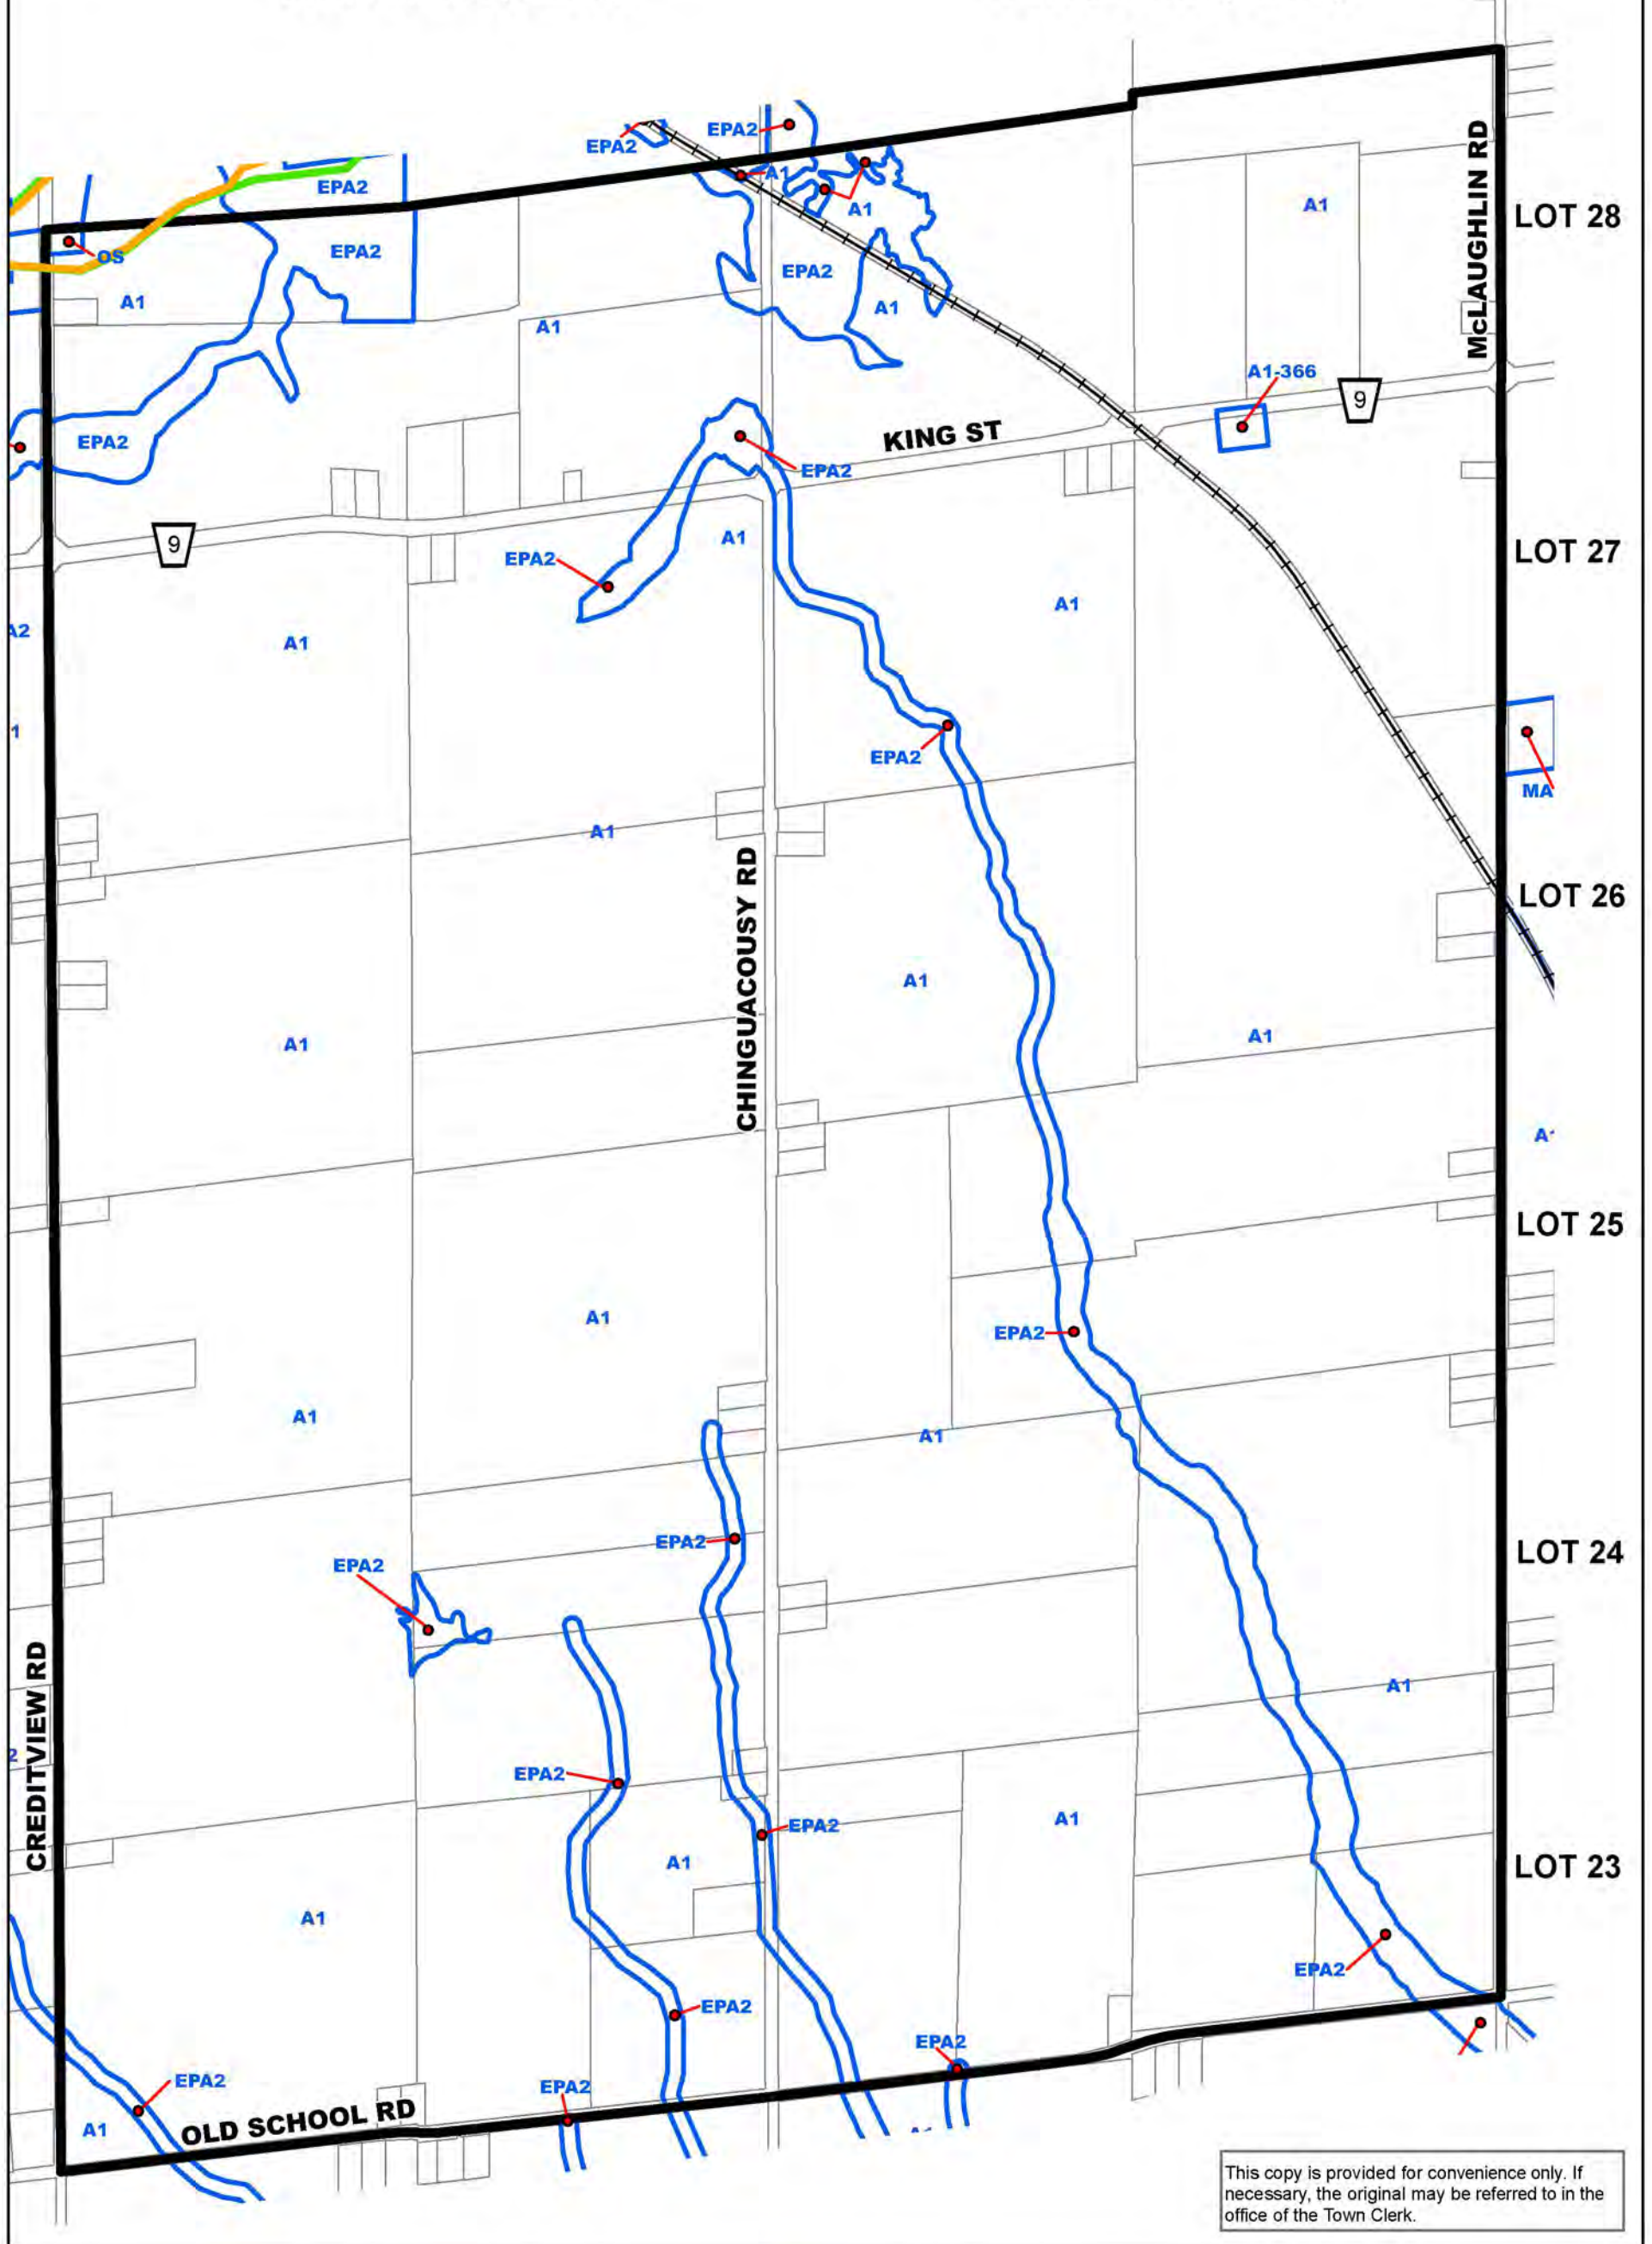 EPA2
EPA2
A1
McLAUGHLIN RD
EPA2
A1
A1
LOT 28
OS
EPA2
EPA2
A1
A1
A1
A1-366
9
KING ST
EPA2
EPA2
9
A1
EPA2
LOT 27
A1
A1
EPA2
MA
A1
CHINGUACOUSY RD
LOT 26
A1
A1
A1
LOT 25
A1
EPA2
A1
A1
EPA2
LOT 24
EPA2
CREDITVIEW RD
A1
EPA2
EPA2
A1
A1
LOT 23
A1
EPA2
EPA2
EPA2
EPA2
EPA2
A1
OLD SCHOOL RD
This copy is provided for convenience only. If
necessary, the original may be referred to in the
office of the Town Clerk.